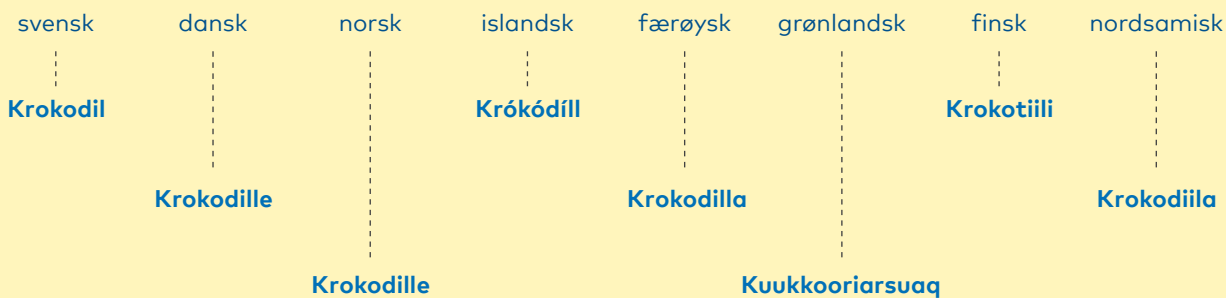 svensk dansk norsk islandsk færøysk grønlandsk finsk nordsamisk
Krokodil Krókódíll Krokotiili
Krokodille Krokodilla Krokodiila
Krokodille Kuukkooriarsuaq